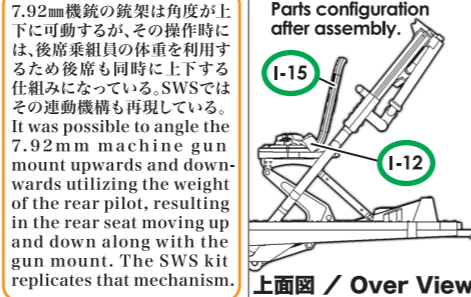 7.92㎜機銃の銃架は角度が上
下に可動するが、その操作時に
は、後席乗組員の体重を利用す
るため後席も同時に上下する
仕組みになっている。SWSでは
その連動機構も再現している。
It was possible to angle the
7.92mm machine gun
mount upwards and down-
wards utilizing the weight
of the rear pilot, resulting
in the rear seat moving up
and down along with the
gun mount. The SWS kit
replicates that mechanism.
Parts configuration
after assembly.
I-15
I-12
上面図 / Over View